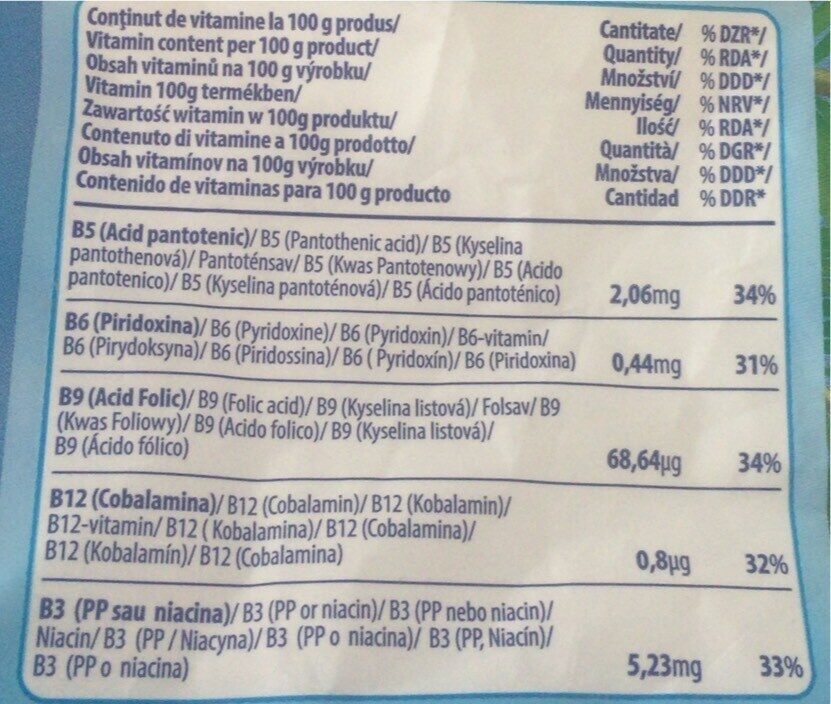 Conţinut de vitamine la 100 g produs/
Vitamin content per 100 g product/
Obsah vitaminů na 100 g výrobku/
Vitamin 100g termékben/
Zawartość witamin w 100g produktu/
Contenuto di vitamine a 100g prodotto/
Obsah vitamínov na 100g výrobku/
Contenido de vitaminas para 100 g producto
Cantitate/ % DZR*/
Quantity/ % RDA*/
Množství/ % DDD*/
Mennyiség/ % NRV*/
Ilość/ % RDA*/
Quantità/ % DGR*/
Množstva/ % DDD*/
Cantidad % DDR*
B5 (Acid pantotenic)/ B5 (Pantothenic acid)/ B5 (Kyselina
pantothenová)/ Pantoténsav/ B5 (Kwas Pantotenowy)/ B5 (Acido
pantotenico)/ B5 (Kyselina pantoténová)/ B5 (Ácido pantoténico) 2,06mg 34%
B6 (Piridoxina)/ B6 (Pyridoxine)/ B6 (Pyridoxin)/ B6-vitamin/
B6 (Pirydoksyna)/ B6 (Piridossina)/ B6 ( Pyridoxín)/ B6 (Piridoxina) 0,44mg 31%
B9 (Acid Folic)/ B9 (Folic acid)/ B9 (Kyselina listová)/ Folsav/ B9
(Kwas Foliowy)/ B9 (Acido folico)/ B9 (Kyselina listová)/
B9 (Ácido fólico) 68,64µg 34%
B12 (Cobalamina)/ B12 (Cobalamin)/ B12 (Kobalamin)/
B12-vitamin/ B12 ( Kobalamina)/ B12 (Cobalamina)/
B12 (Kobalamín)/ B12 (Cobalamina) 0,8µg 32%
B3 (PP sau niacina)/ B3 (PP or niacin)/ B3 (PP nebo niacin)/
Niacin/ B3 (PP / Niacyna)/ B3 (PP o niacina)/ B3 (PP, Niacín)/
B3 (PP o niacina) 5,23mg 33%